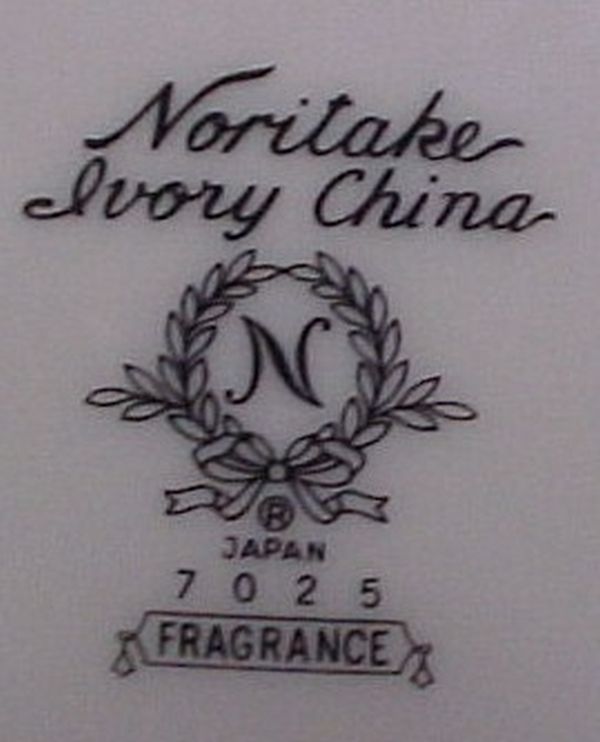 Noritake
Ivory China
N
®
JAPAN
7025
FRAGRANCE